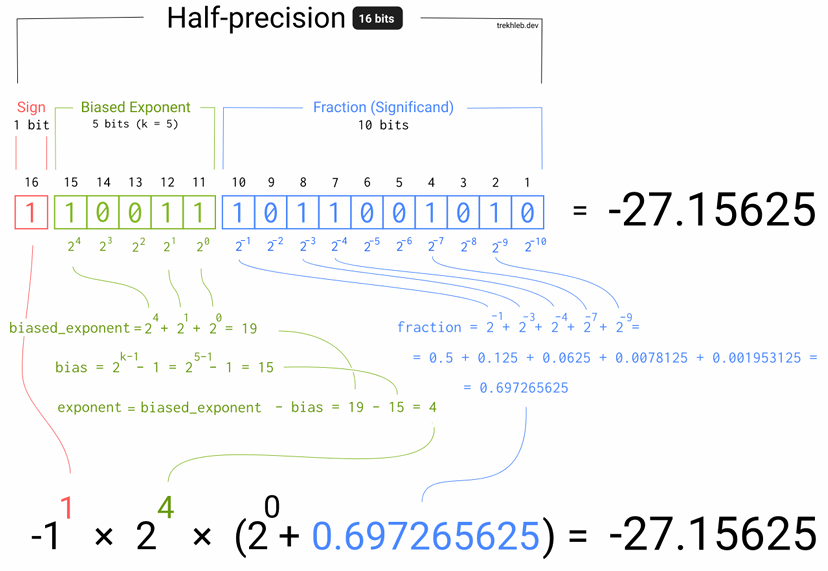 Half-precision 16 bits
trekhleb.dev
Sign Biased Exponent Fraction (Significand)
1 bit 5 bits (k = 5) 10 bits
16 15 14 13 12 11 10 9 8 7 6 5 4 3 2 1
1 1 0 0 1 1 1 0 1 1 0 0 1 0 1 0 = -27.15625
2^4 2^3 2^2 2^1 2^0 2^-1 2^-2 2^-3 2^-4 2^-5 2^-6 2^-7 2^-8 2^-9 2^-10
biased_exponent = 2^4 + 2^1 + 2^0 = 19
fraction = 2^-1 + 2^-3 + 2^-4 + 2^-7 + 2^-9 =
= 0.5 + 0.125 + 0.0625 + 0.0078125 + 0.001953125 =
= 0.697265625
bias = 2^k-1 - 1 = 2^5-1 - 1 = 15
exponent = biased_exponent - bias = 19 - 15 = 4
-1^1 × 2^4 × (2^0 + 0.697265625) = -27.15625